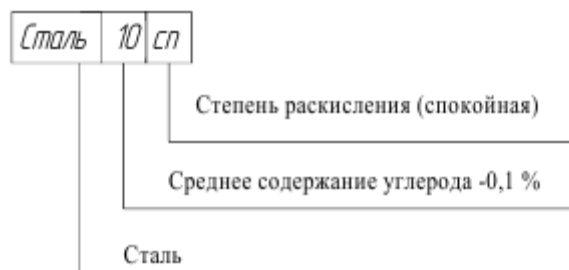 Сталь 10 сп
Степень раскисления (спокойная)
Среднее содержание углерода -0,1 %
Сталь